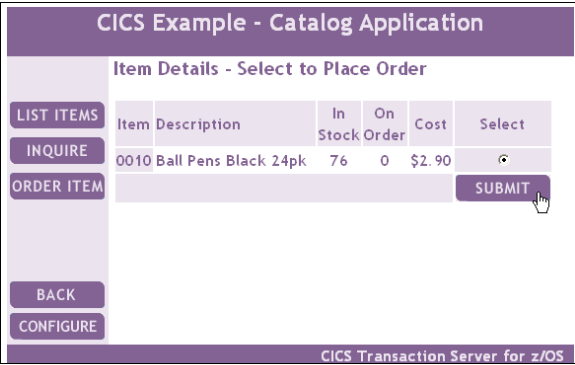 CICS Example - Catalog Application
Item Details - Select to Place Order
LIST ITEMS
INQUIRE
ORDER ITEM
BACK
CONFIGURE
Item Description In Stock On Order Cost Select
0010 Ball Pens Black 24pk 76 0 $2.90
SUBMIT
CICS Transaction Server for z/OS